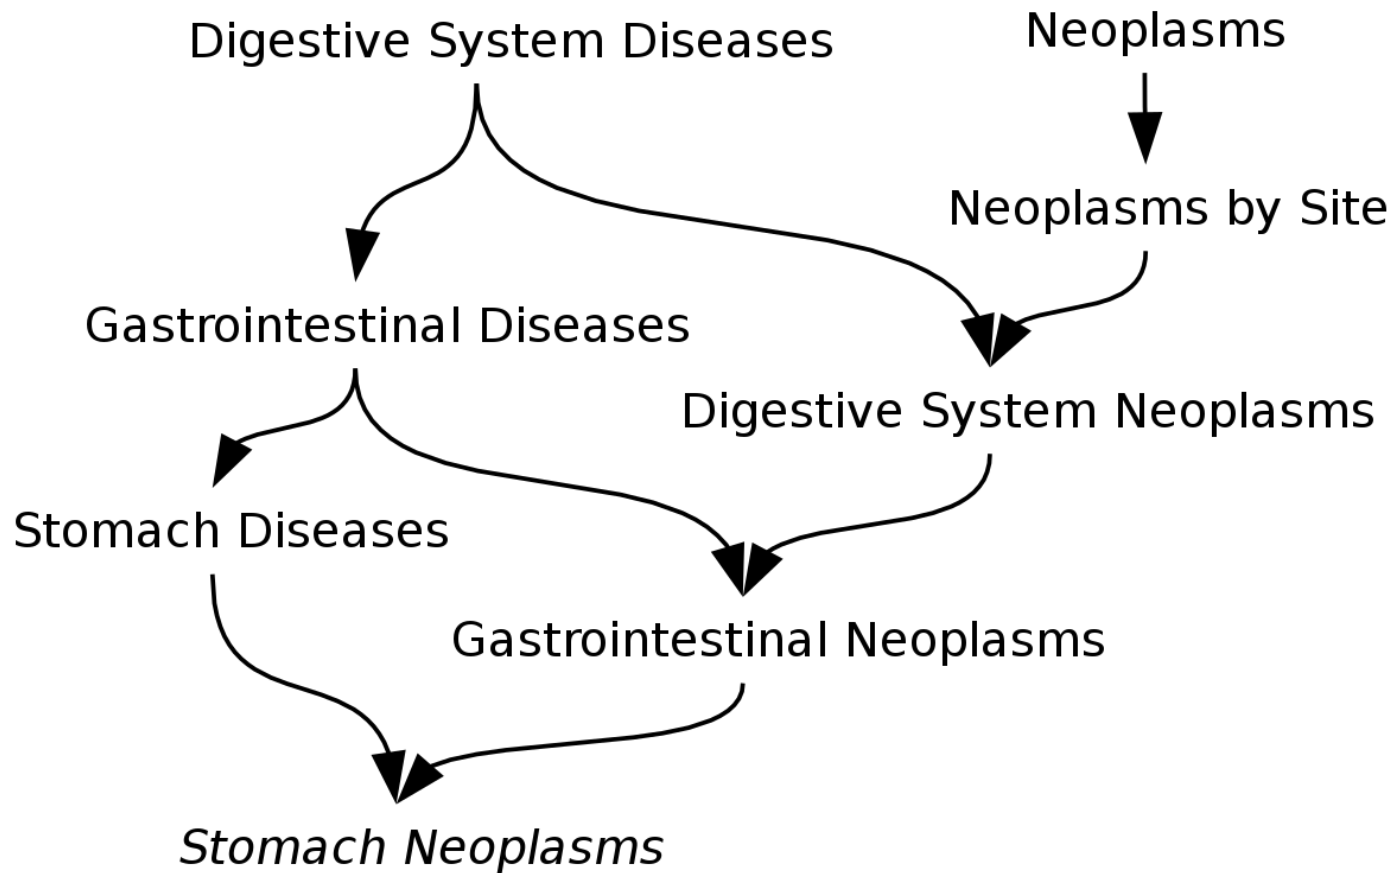 Digestive System Diseases
Neoplasms
Neoplasms by Site
Gastrointestinal Diseases
Digestive System Neoplasms
Stomach Diseases
Gastrointestinal Neoplasms
Stomach Neoplasms